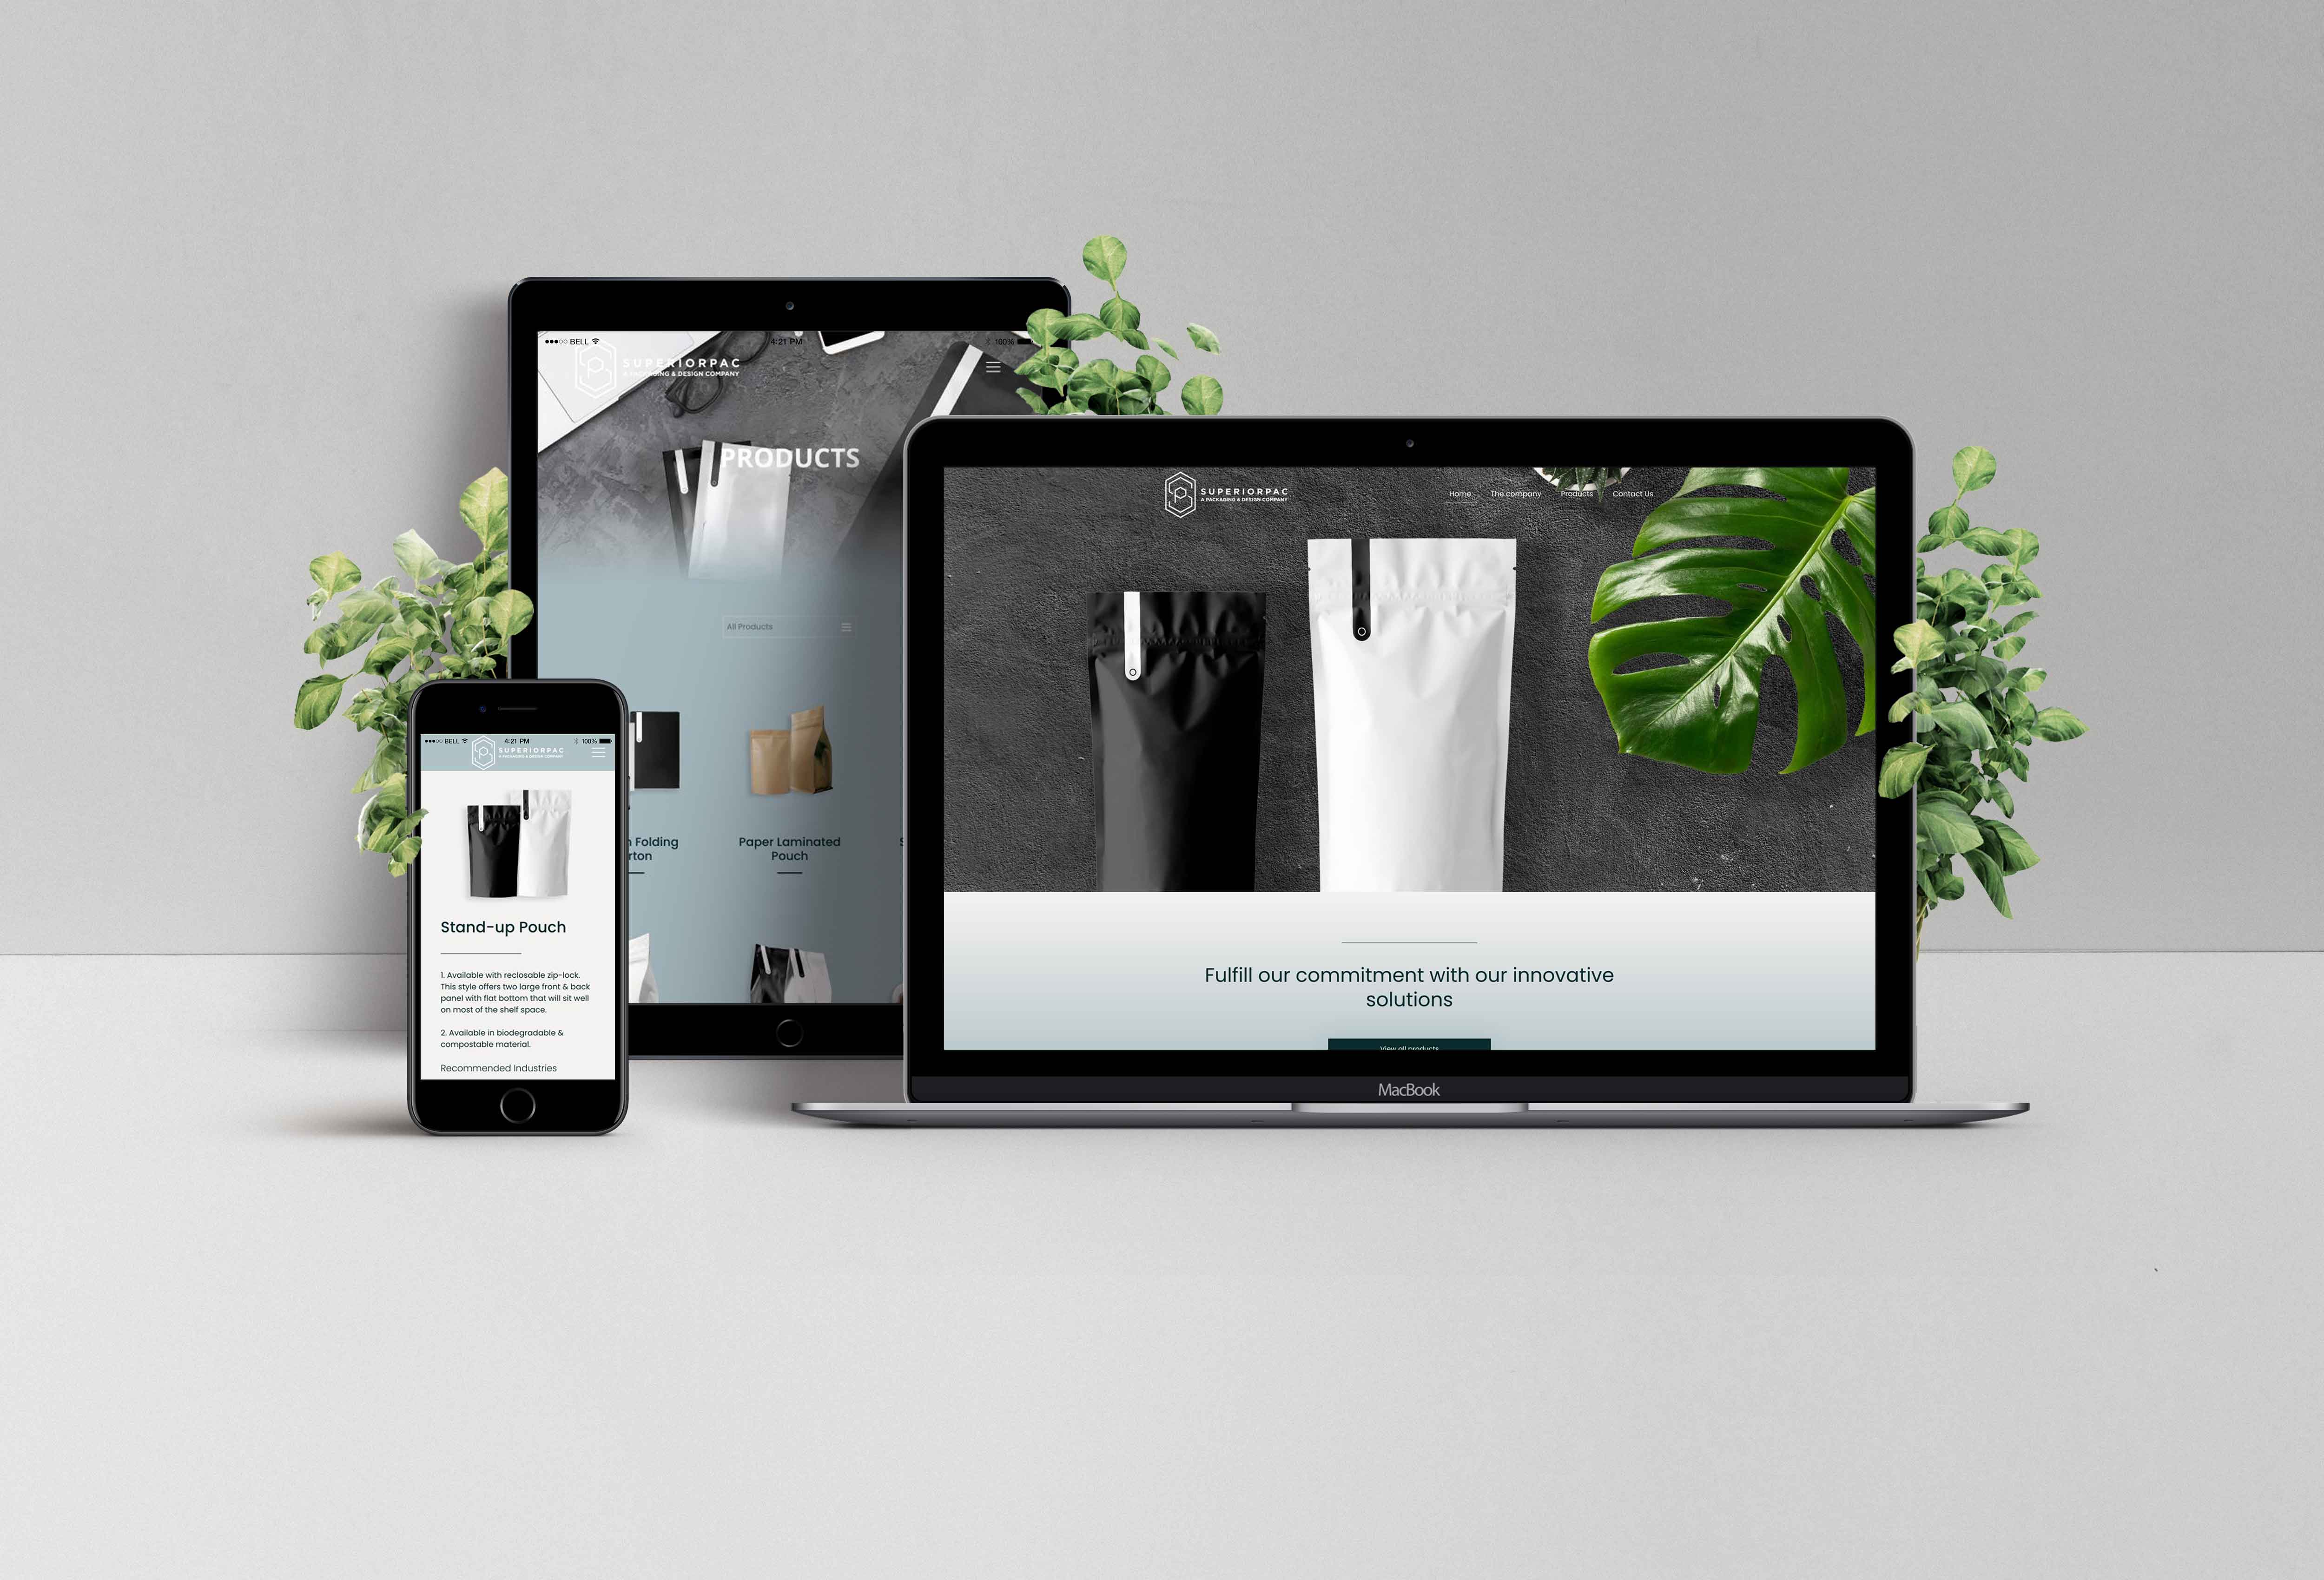 BELL
4:21 PM
100%
SUPERIORPAC
A PACKAGING & DESIGN COMPANY
PRODUCTS
All Products
Folding
Paper Laminated
Pouch
BELL
4:21 PM
100%
SUPERIORPAC
A PACKAGING & DESIGN COMPANY
Stand-up Pouch
1. Available with reclosable zip-lock.
This style offers two large front & back
panel with flat bottom that will sit well
on most of the shelf space.
2. Available in biodegradable &
compostable material.
Recommended Industries
SUPERIORPAC
A PACKAGING & DESIGN COMPANY
Home The company Products Contact Us
Fulfill our commitment with our innovative
solutions
View all products
MacBook